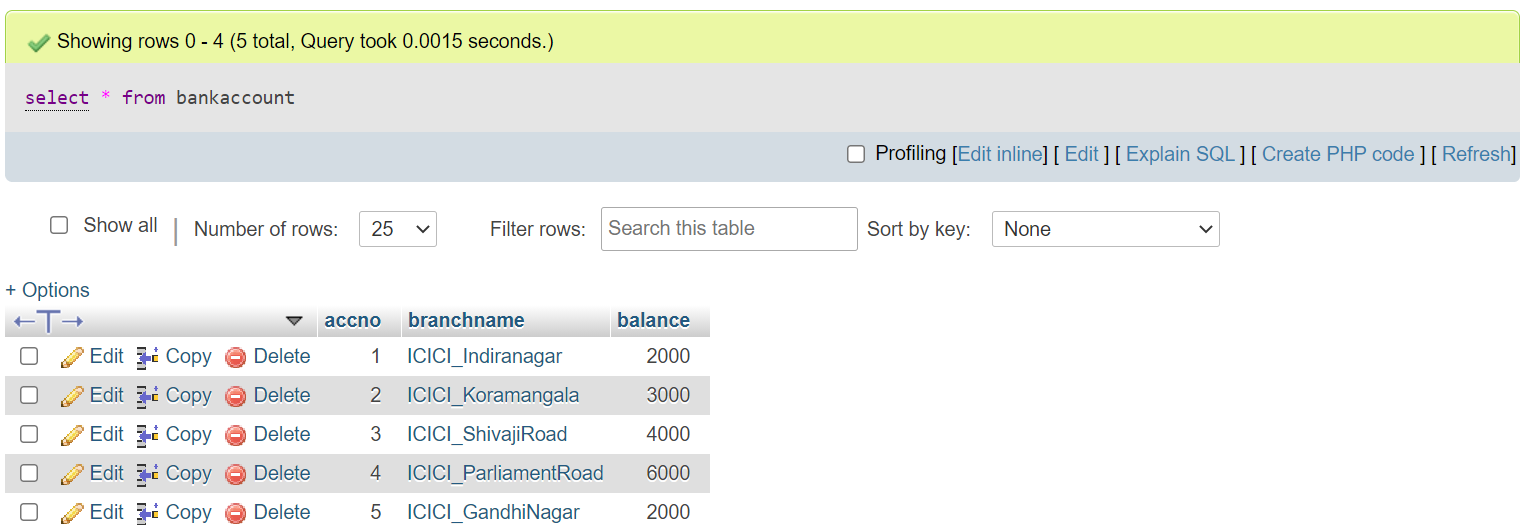 Showing rows 0 - 4 (5 total, Query took 0.0015 seconds.)
select * from bankaccount
Profiling [Edit inline] [ Edit ] [ Explain SQL ] [ Create PHP code ] [ Refresh]
Show all | Number of rows: 25 Filter rows: Search this table Sort by key: None
+ Options
←T→ accno branchname balance
Edit Copy Delete 1 ICICI_Indiranagar 2000
Edit Copy Delete 2 ICICI_Koramangala 3000
Edit Copy Delete 3 ICICI_ShivajiRoad 4000
Edit Copy Delete 4 ICICI_ParliamentRoad 6000
Edit Copy Delete 5 ICICI_GandhiNagar 2000